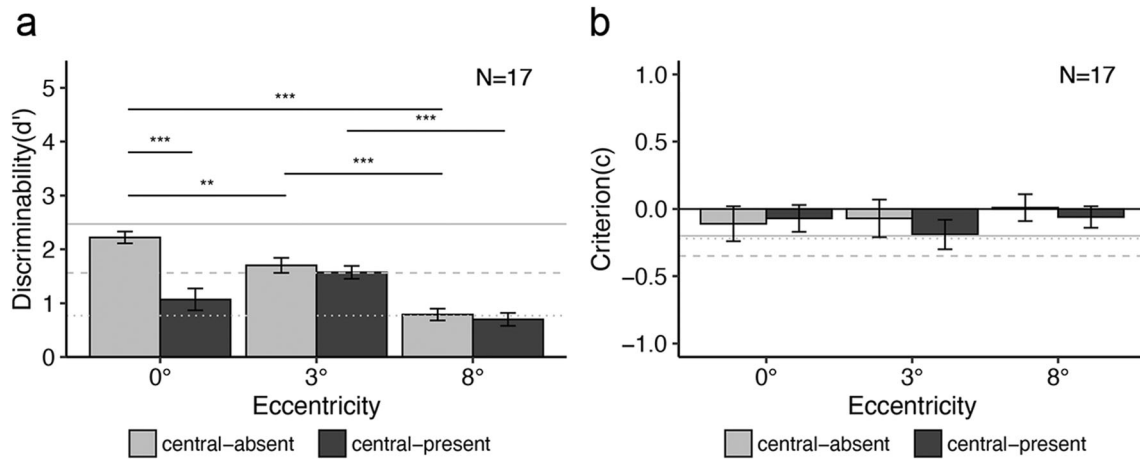 a
b
Discriminability(d')
5
4
3
2
1
0
N=17
***
***
***
***
**
0°
3°
8°
Eccentricity
central−absent
central−present
Criterion(c)
1.0
0.5
0.0
−0.5
−1.0
N=17
0°
3°
8°
Eccentricity
central−absent
central−present